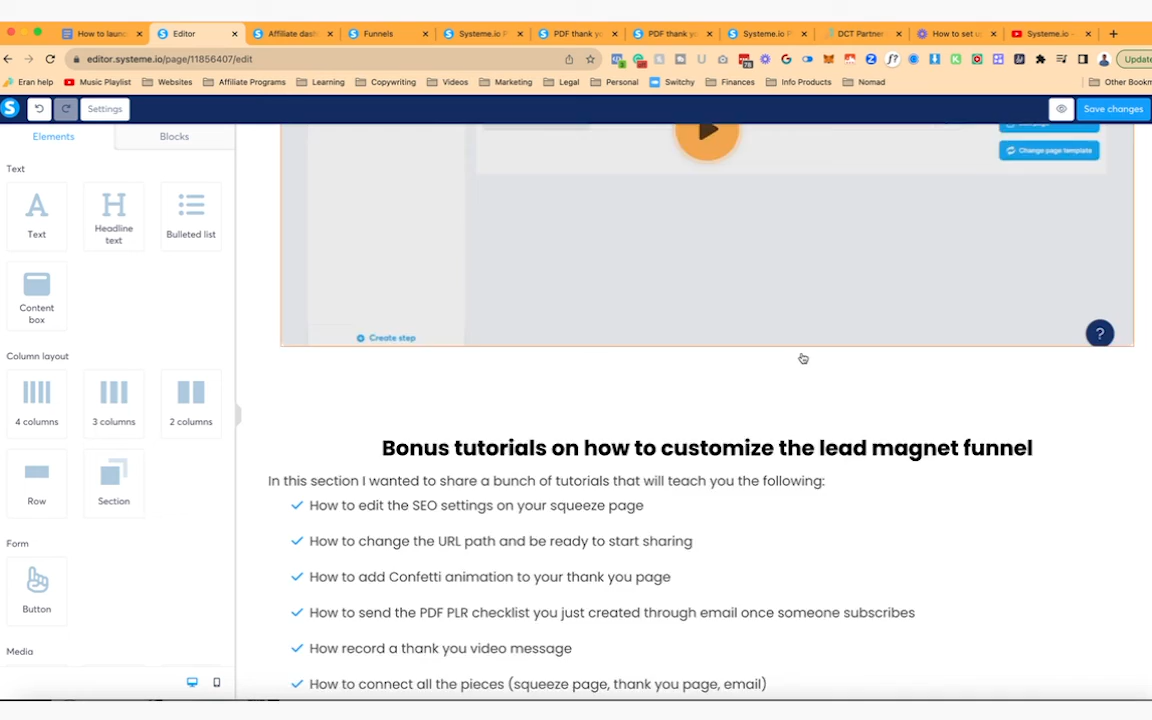 How to launc
Editor
Affiliate dash
Funnels
Systeme.io P
PDF thank y
PDF thank yo
Systeme.io P
DCT Partner
How to set u
Systeme.io -
editor.systeme.io/page/11856407/edit
Update
Eran help
Music Playlist
Websites
Affiliate Programs
Learning
Copywriting
Videos
Marketing
Legal
Personal
Switchy
Finances
Info Products
Nomad
Other Bookm
S
Settings
Save changes
Elements
Blocks
Text
Text
Headline text
Bulleted list
Content box
Column layout
4 columns
3 columns
2 columns
Row
Section
Form
Button
Media
Change page template
Create step
?
Bonus tutorials on how to customize the lead magnet funnel
In this section I wanted to share a bunch of tutorials that will teach you the following:
How to edit the SEO settings on your squeeze page
How to change the URL path and be ready to start sharing
How to add Confetti animation to your thank you page
How to send the PDF PLR checklist you just created through email once someone subscribes
How record a thank you video message
How to connect all the pieces (squeeze page, thank you page, email)